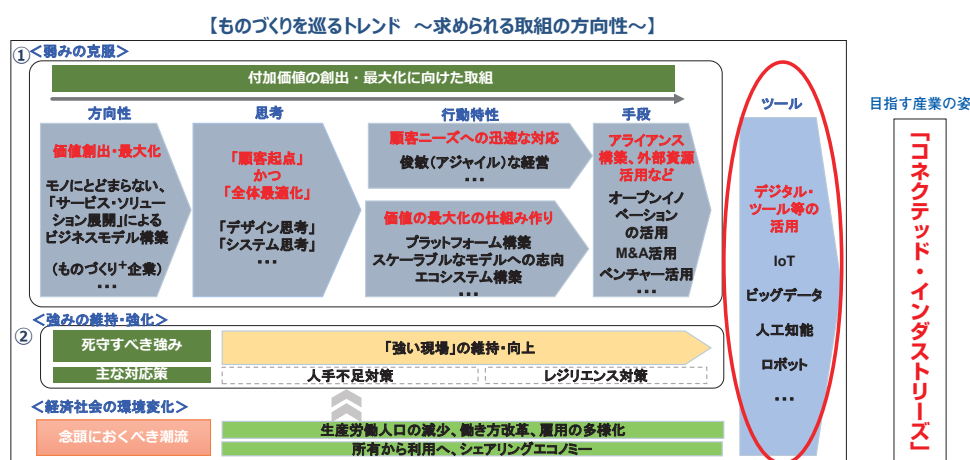 【ものづくりを巡るトレンド ～求められる取組の方向性～】
①＜弱みの克服＞
付加価値の創出・最大化に向けた取組
方向性
価値創出・最大化
モノにとどまらない、
「サービス・ソリュー
ション展開」による
ビジネスモデル構築
(ものづくり＋企業)
…
思考
「顧客起点」
かつ
「全体最適化」
「デザイン思考」
「システム思考」
…
行動特性
顧客ニーズへの迅速な対応
俊敏(アジャイル)な経営
…
価値の最大化の仕組み作り
プラットフォーム構築
スケーラブルなモデルへの志向
エコシステム構築
…
手段
アライアンス
構築、外部資源
活用など
オープンイノ
ベーション
の活用
M&A活用
ベンチャー活用
…
ツール
デジタル・
ツール等の
活用
IoT
ビッグデータ
人工知能
ロボット
…
目指す産業の姿
「コネクテッド・インダストリーズ」
＜強みの維持・強化＞
②
死守すべき強み
「強い現場」の維持・向上
主な対応策
人手不足対策
レジリエンス対策
＜経済社会の環境変化＞
念頭におくべき潮流
生産労働人口の減少、働き方改革、雇用の多様化
所有から利用へ、シェアリングエコノミー